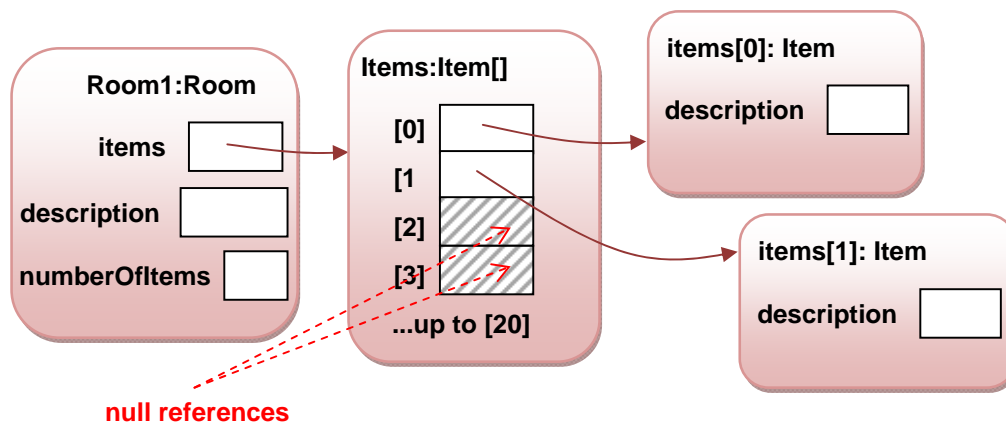 Room1:Room
items
description
numberOfItems
Items:Item[]
[0]
[1
[2]
[3]
...up to [20]
null references
items[0]: Item
description
items[1]: Item
description